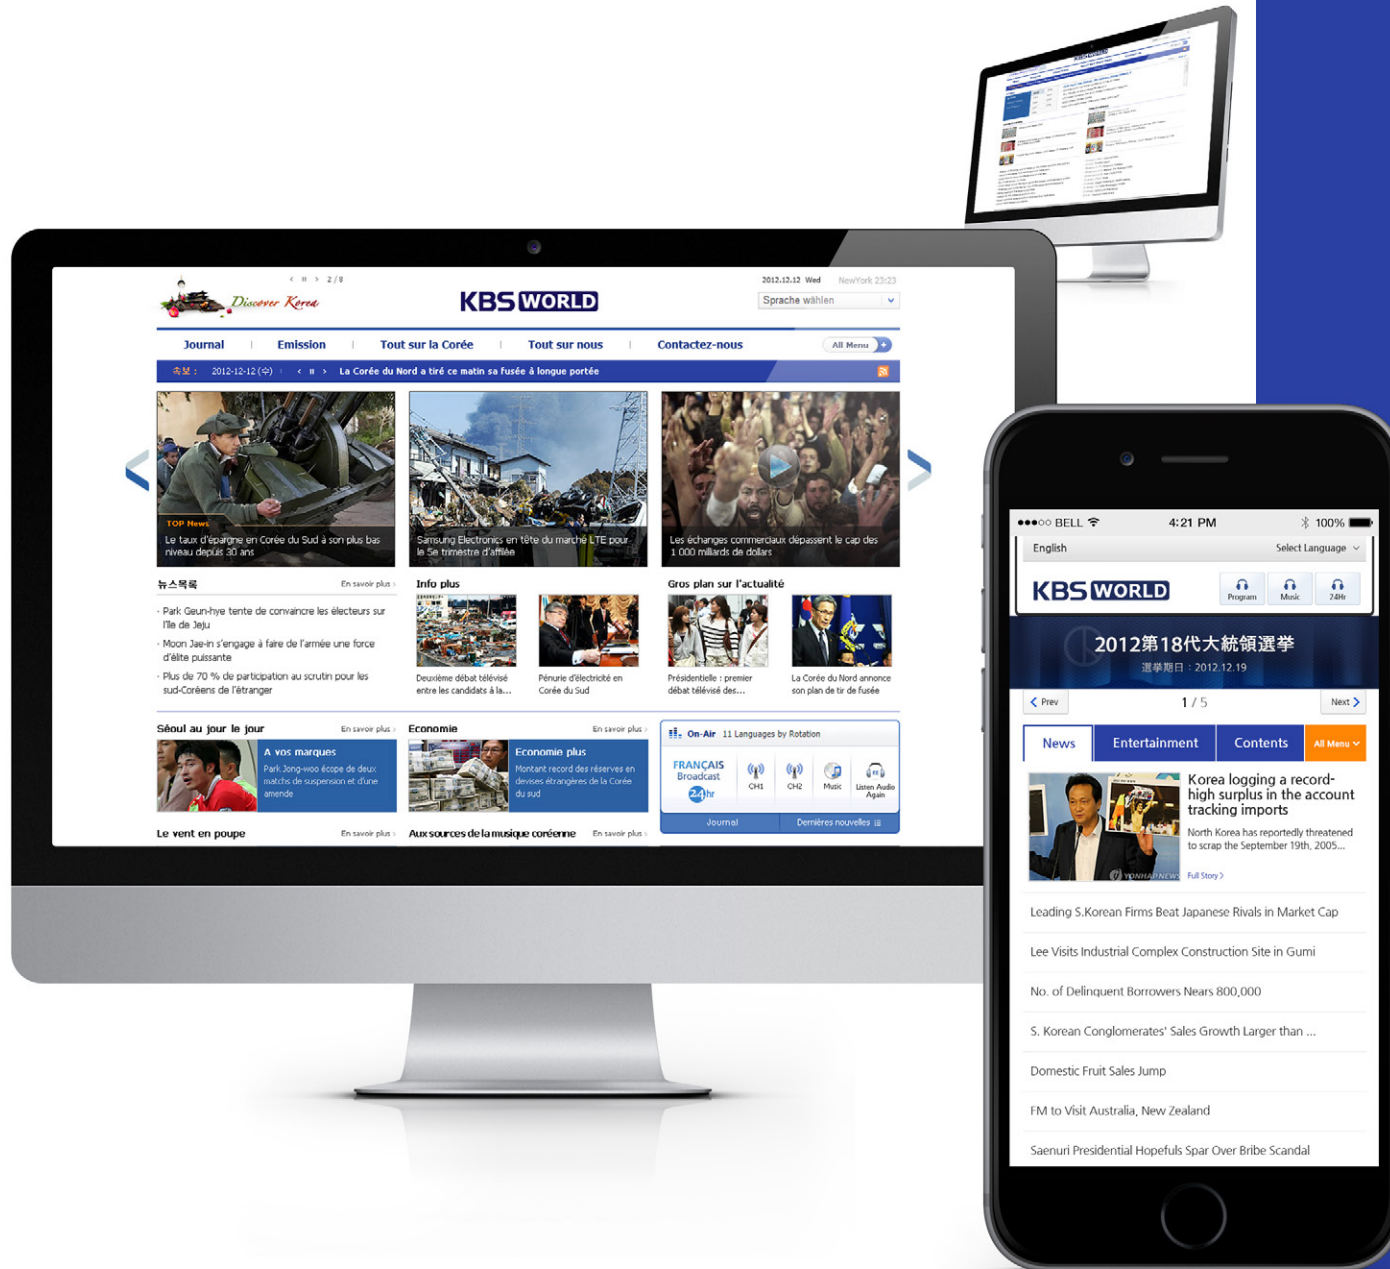 < II > 2 / 8
Discover Korea
KBS WORLD
2012.12.12 Wed NewYork 23:23
Sprache wählen
Journal
Emission
Tout sur la Corée
Tout sur nous
Contactez-nous
All Menu +
속보 : 2012-12-12 (수) < II > La Corée du Nord a tiré ce matin sa fusée à longue portée
TOP News
Le taux d'épargne en Corée du Sud à son plus bas
niveau depuis 30 ans
Samsung Electronics en tête du marché LTE pour
le 5e trimestre d'affilée
Les échanges commerciaux dépassent le cap des
1 000 milliards de dollars
뉴스목록
En savoir plus >
· Park Geun-hye tente de convaincre les électeurs sur
l'île de Jeju
· Moon Jae-in s'engage à faire de l'armée une force
d'élite puissante
· Plus de 70 % de participation au scrutin pour les
sud-Coréens de l'étranger
Info plus
Deuxième débat télévisé
entre les candidats à la...
Pénurie d'électricité en
Corée du Sud
Gros plan sur l'actualité
Présidentielle : premier
débat télévisé des...
La Corée du Nord annonce
son plan de tir de fusée
Séoul au jour le jour
En savoir plus >
A vos marques
Park Jong-woo écope de deux
matchs de suspension et d'une
amende
Economie
En savoir plus >
Economie plus
Montant record des réserves en
devises étrangères de la Corée
du sud
On-Air 11 Languages by Rotation
FRANÇAIS
Broadcast
24hr
CH1
CH2
Music
Listen Audio
Again
Journal
Dernières nouvelles
Le vent en poupe
En savoir plus >
Aux sources de la musique coréenne
En savoir plus >
BELL
4:21 PM
100%
English
Select Language
KBS WORLD
Program
Music
24Hr
2012第18代大統領選挙
選挙期日 : 2012.12.19
< Prev
1 / 5
Next >
News
Entertainment
Contents
All Menu
YONHAP NEWS
Korea logging a record-
high surplus in the account
tracking imports
North Korea has reportedly threatened
to scrap the September 19th, 2005...
Full Story >
Leading S.Korean Firms Beat Japanese Rivals in Market Cap
Lee Visits Industrial Complex Construction Site in Gumi
No. of Delinquent Borrowers Nears 800,000
S. Korean Conglomerates' Sales Growth Larger than ...
Domestic Fruit Sales Jump
FM to Visit Australia, New Zealand
Saenuri Presidential Hopefuls Spar Over Bribe Scandal